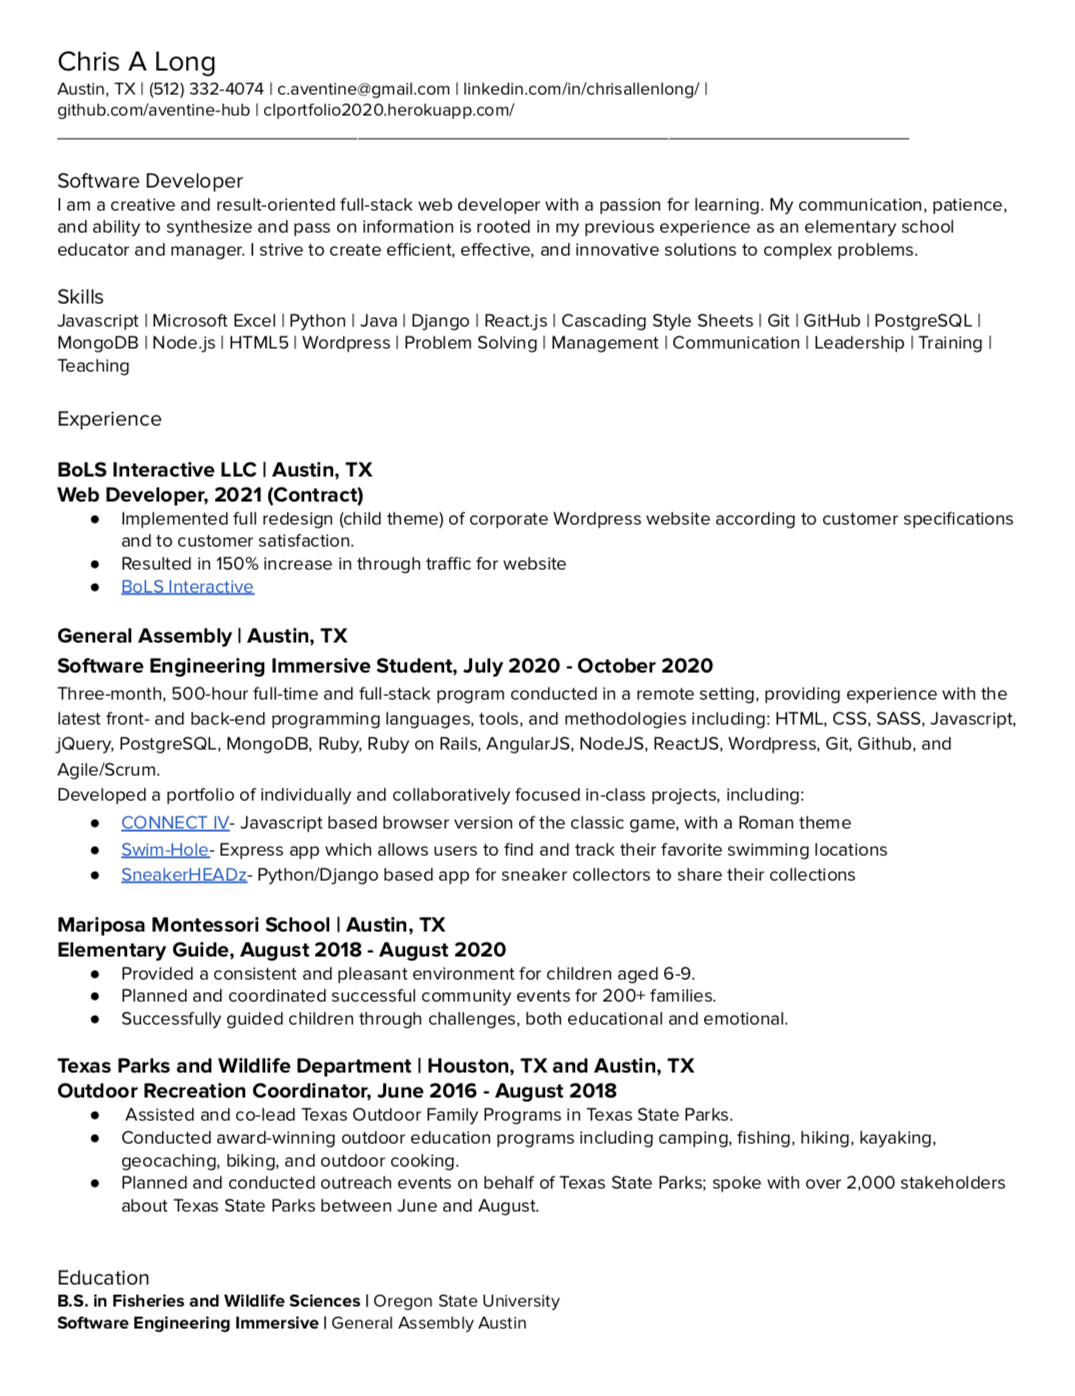 Chris A Long
Austin, TX | (512) 332-4074 | c.aventine@gmail.com | linkedin.com/in/chrisallenlong/ |
github.com/aventine-hub | clportfolio2020.herokuapp.com/
Software Developer
I am a creative and result-oriented full-stack web developer with a passion for learning. My communication, patience,
and ability to synthesize and pass on information is rooted in my previous experience as an elementary school
educator and manager. I strive to create efficient, effective, and innovative solutions to complex problems.
Skills
Javascript | Microsoft Excel | Python | Java | Django | React.js | Cascading Style Sheets | Git | GitHub | PostgreSQL |
MongoDB | Node.js | HTML5 | Wordpress | Problem Solving | Management | Communication | Leadership | Training |
Teaching
Experience
BoLS Interactive LLC | Austin, TX
Web Developer, 2021 (Contract)
● Implemented full redesign (child theme) of corporate Wordpress website according to customer specifications
and to customer satisfaction.
● Resulted in 150% increase in through traffic for website
● BoLS Interactive
General Assembly | Austin, TX
Software Engineering Immersive Student, July 2020 - October 2020
Three-month, 500-hour full-time and full-stack program conducted in a remote setting, providing experience with the
latest front- and back-end programming languages, tools, and methodologies including: HTML, CSS, SASS, Javascript,
jQuery, PostgreSQL, MongoDB, Ruby, Ruby on Rails, AngularJS, NodeJS, ReactJS, Wordpress, Git, Github, and
Agile/Scrum.
Developed a portfolio of individually and collaboratively focused in-class projects, including:
● CONNECT IV- Javascript based browser version of the classic game, with a Roman theme
● Swim-Hole- Express app which allows users to find and track their favorite swimming locations
● SneakerHEADz- Python/Django based app for sneaker collectors to share their collections
Mariposa Montessori School | Austin, TX
Elementary Guide, August 2018 - August 2020
● Provided a consistent and pleasant environment for children aged 6-9.
● Planned and coordinated successful community events for 200+ families.
● Successfully guided children through challenges, both educational and emotional.
Texas Parks and Wildlife Department | Houston, TX and Austin, TX
Outdoor Recreation Coordinator, June 2016 - August 2018
● Assisted and co-lead Texas Outdoor Family Programs in Texas State Parks.
● Conducted award-winning outdoor education programs including camping, fishing, hiking, kayaking,
geocaching, biking, and outdoor cooking.
● Planned and conducted outreach events on behalf of Texas State Parks; spoke with over 2,000 stakeholders
about Texas State Parks between June and August.
Education
B.S. in Fisheries and Wildlife Sciences | Oregon State University
Software Engineering Immersive | General Assembly Austin